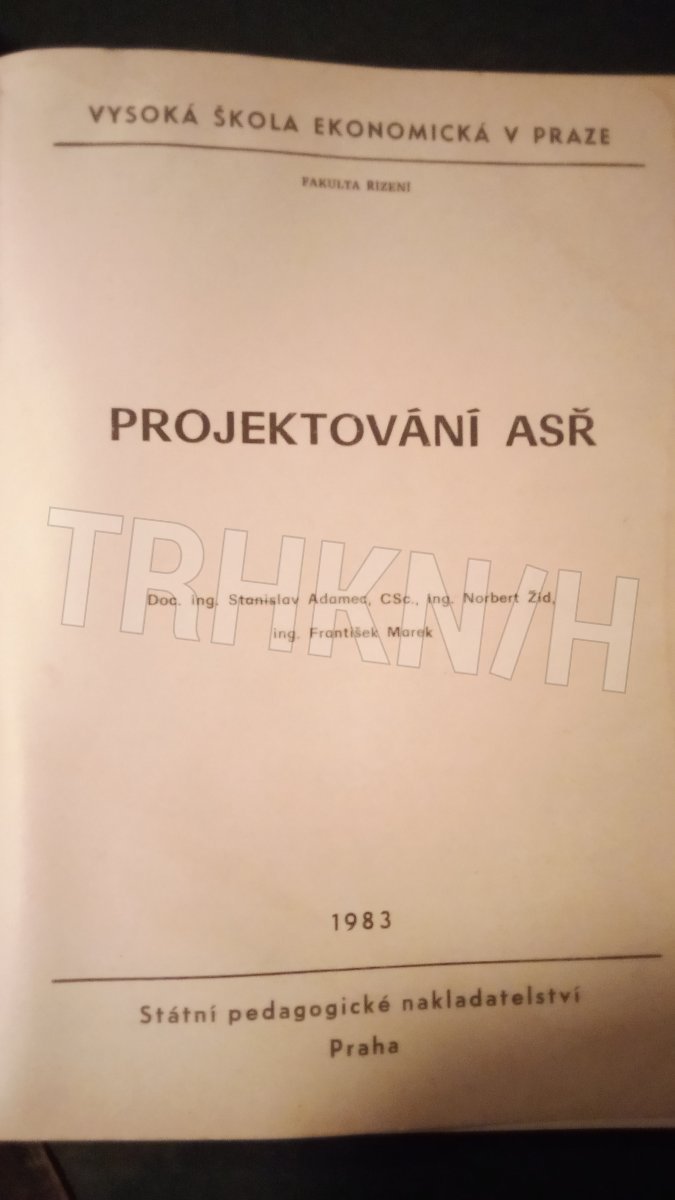 VYSOKÁ ŠKOLA EKONOMICKÁ V PRAZE
FAKULTA ŘÍZENÍ
PROJEKTOVÁNÍ ASŘ
TRHKN/H
Doc. ing. Stanislav Adamec, CSc., ing. Norbert Žid,
ing. František Marek
1983
Státní pedagogické nakladatelství
Praha